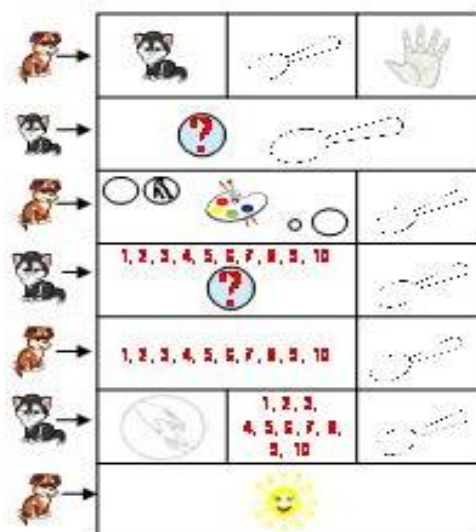 ?
1, 2, 3, 4, 5, 6, 7, 8, 9, 10
?
1, 2, 3, 4, 5, 6, 7, 8, 9, 10
1, 2, 3,
4, 5, 6, 7, 8,
9, 10